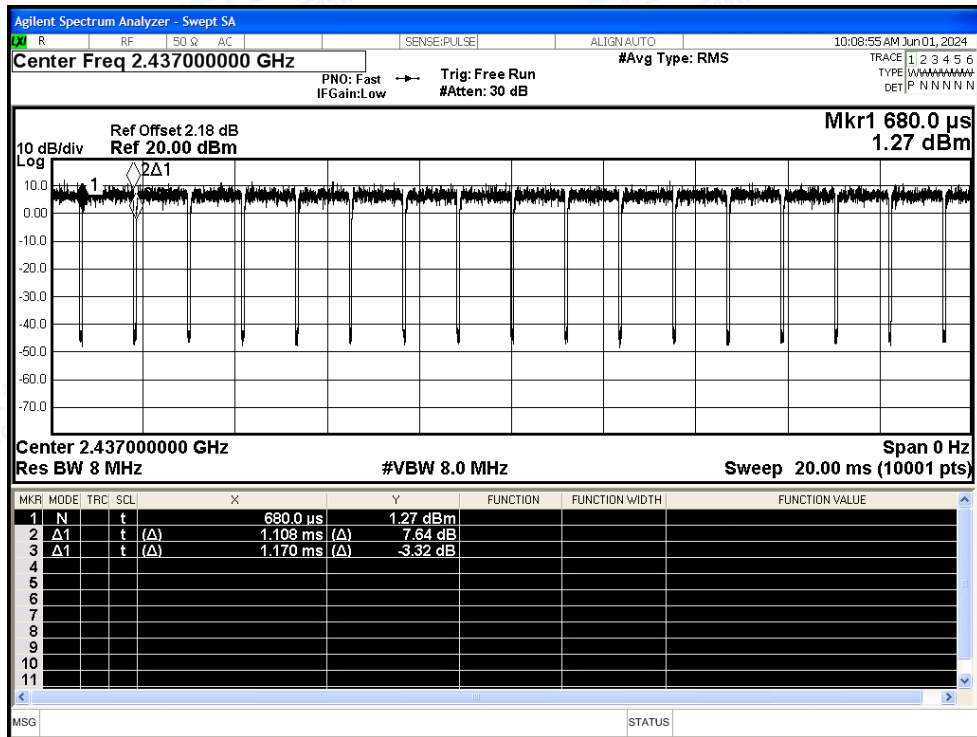 Agilent Spectrum Analyzer - Swept SA
LXI R RF 50 Ω AC SENSE:PULSE ALIGN AUTO 10:08:55 AM Jun 01, 2024
Center Freq 2.437000000 GHz #Avg Type: RMS TRACE 1 2 3 4 5 6
PNO: Fast Trig: Free Run TYPE W
IFGain:Low #Atten: 30 dB DET P N N N N N
Mkr1 680.0 µs
Ref Offset 2.18 dB
10 dB/div Ref 20.00 dBm 1.27 dBm
Log
2Δ1
10.0 1
0.00
-10.0
-20.0
-30.0
-40.0
-50.0
-60.0
-70.0
Center 2.437000000 GHz Span 0 Hz
Res BW 8 MHz #VBW 8.0 MHz Sweep 20.00 ms (10001 pts)
MKR MODE TRC SCL X Y FUNCTION FUNCTION WIDTH FUNCTION VALUE
1 N t 680.0 µs 1.27 dBm
2 Δ1 t (Δ) 1.108 ms (Δ) 7.64 dB
3 Δ1 t (Δ) 1.170 ms (Δ) -3.32 dB
4
5
6
7
8
9
10
11
MSG STATUS